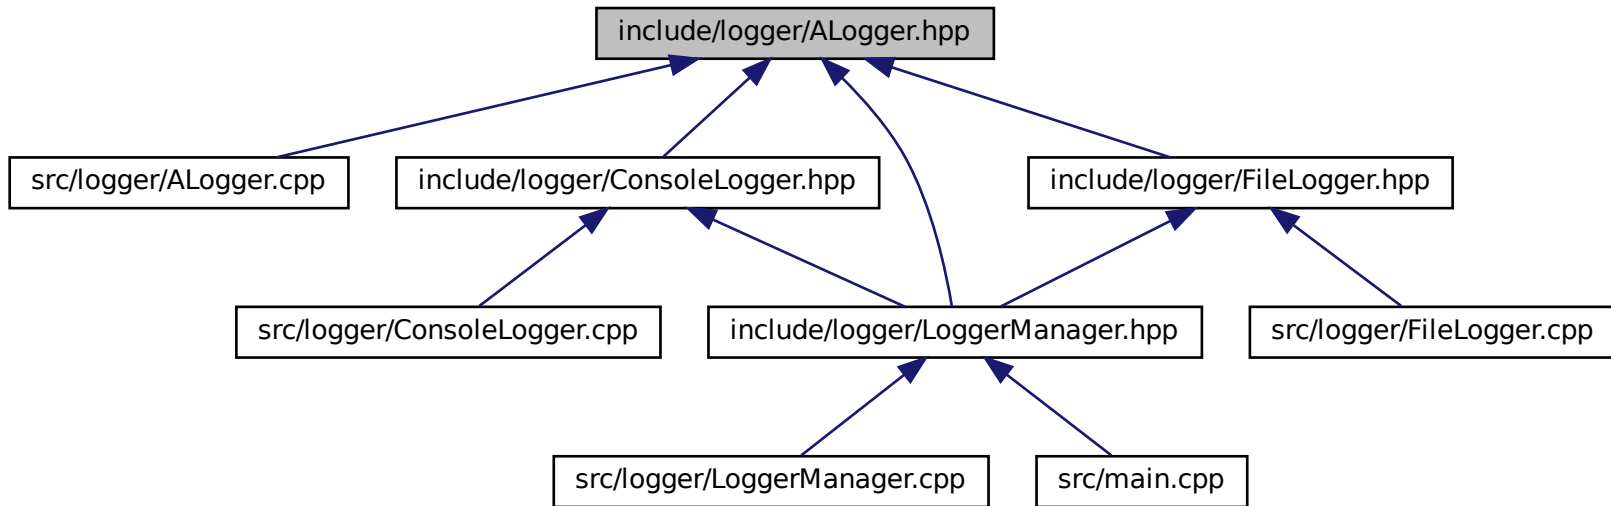 include/logger/ALogger.hpp
src/logger/ALogger.cpp
include/logger/ConsoleLogger.hpp
include/logger/FileLogger.hpp
src/logger/ConsoleLogger.cpp
include/logger/LoggerManager.hpp
src/logger/FileLogger.cpp
src/logger/LoggerManager.cpp
src/main.cpp